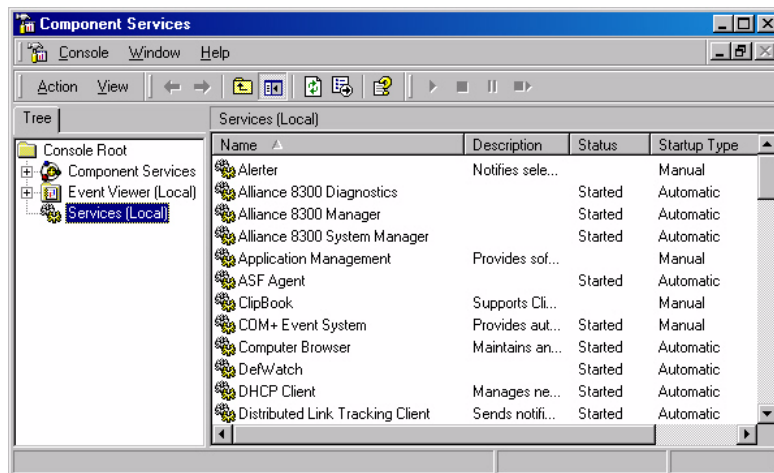 Component Services
Console Window Help
Action View
Tree
Services (Local)
Console Root
Component Services
Event Viewer (Local)
Services (Local)
Name Description Status Startup Type
Alerter Notifies sele... Manual
Alliance 8300 Diagnostics Started Automatic
Alliance 8300 Manager Started Automatic
Alliance 8300 System Manager Started Automatic
Application Management Provides sof... Manual
ASF Agent Started Automatic
ClipBook Supports Cli... Manual
COM+ Event System Provides aut... Started Manual
Computer Browser Maintains an... Started Automatic
DefWatch Started Automatic
DHCP Client Manages ne... Started Automatic
Distributed Link Tracking Client Sends notifi... Started Automatic